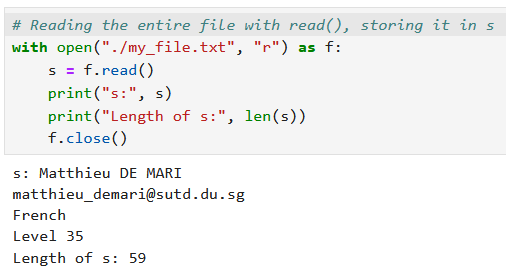 # Reading the entire file with read(), storing it in s
with open("./my_file.txt", "r") as f:
    s = f.read()
    print("s:", s)
    print("Length of s:", len(s))
    f.close()
s: Matthieu DE MARI
matthieu_demari@sutd.du.sg
French
Level 35
Length of s: 59